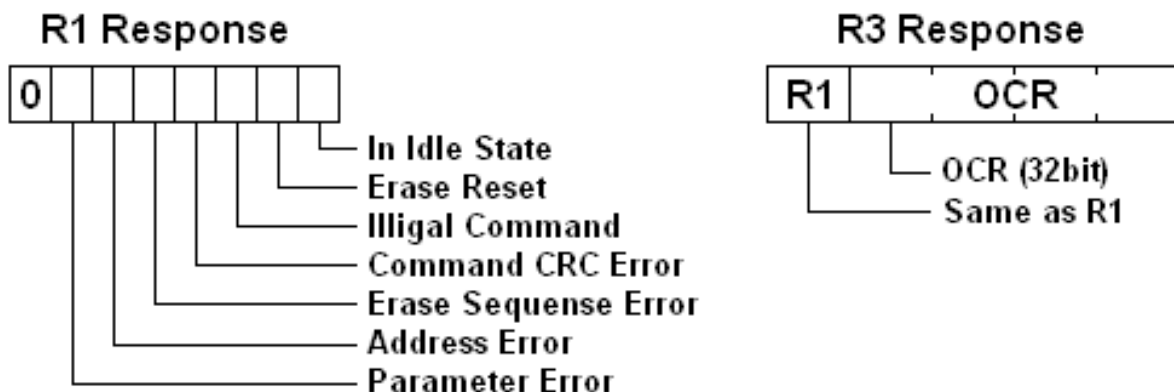 R1 Response
0
In Idle State
Erase Reset
Illigal Command
Command CRC Error
Erase Sequense Error
Address Error
Parameter Error
R3 Response
R1 OCR
OCR (32bit)
Same as R1